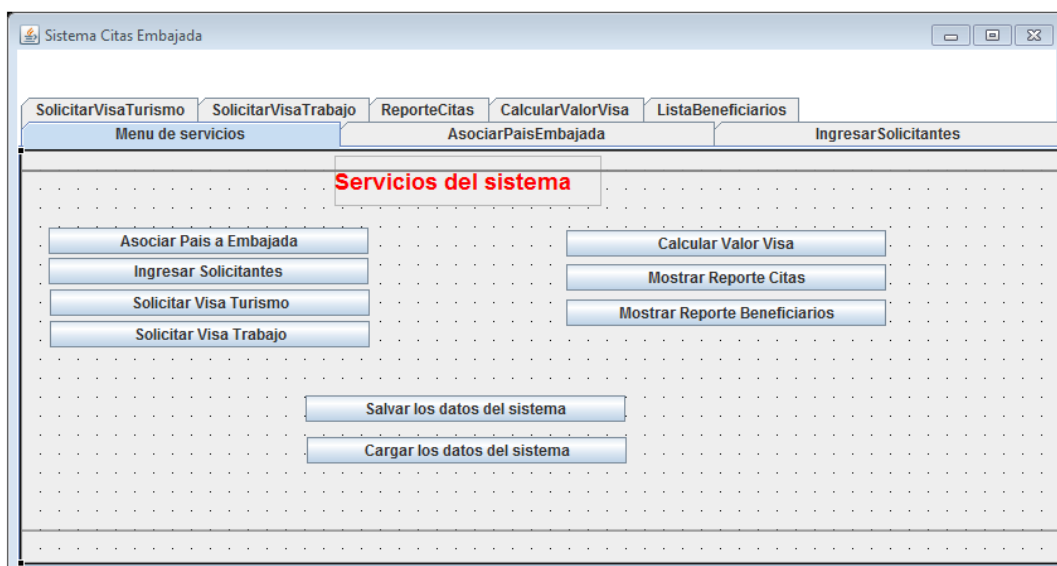 Sistema Citas Embajada
SolicitarVisaTurismo SolicitarVisaTrabajo ReporteCitas CalcularValorVisa ListaBeneficiarios
Menu de servicios AsociarPaisEmbajada IngresarSolicitantes
Servicios del sistema
Asociar Pais a Embajada
Ingresar Solicitantes
Solicitar Visa Turismo
Solicitar Visa Trabajo
Calcular Valor Visa
Mostrar Reporte Citas
Mostrar Reporte Beneficiarios
Salvar los datos del sistema
Cargar los datos del sistema